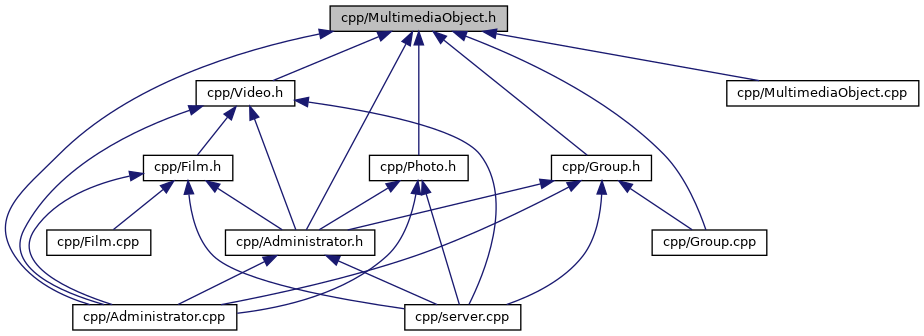 cpp/MultimediaObject.h
cpp/Video.h
cpp/MultimediaObject.cpp
cpp/Film.h
cpp/Photo.h
cpp/Group.h
cpp/Film.cpp
cpp/Administrator.h
cpp/Group.cpp
cpp/Administrator.cpp
cpp/server.cpp